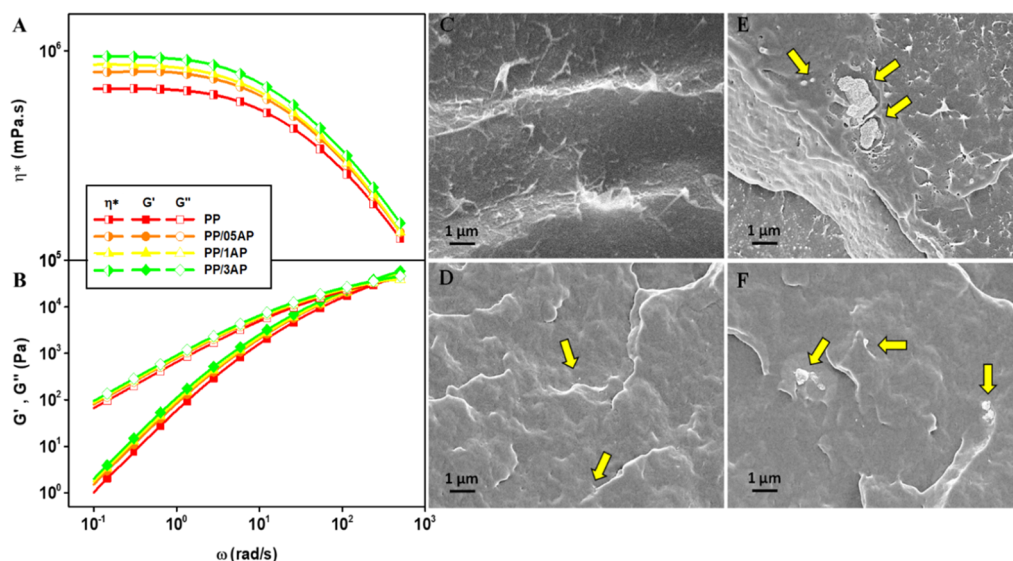 A
10⁶
η* (mPa.s)
η* G' G"
PP
PP/05AP
PP/1AP
PP/3AP
10⁵
B
10⁴
10³
10²
10¹
10⁰
G' , G" (Pa)
10⁻¹ 10⁰ 10¹ 10² 10³
ω (rad/s)
C
1 µm
D
1 µm
E
1 µm
F
1 µm